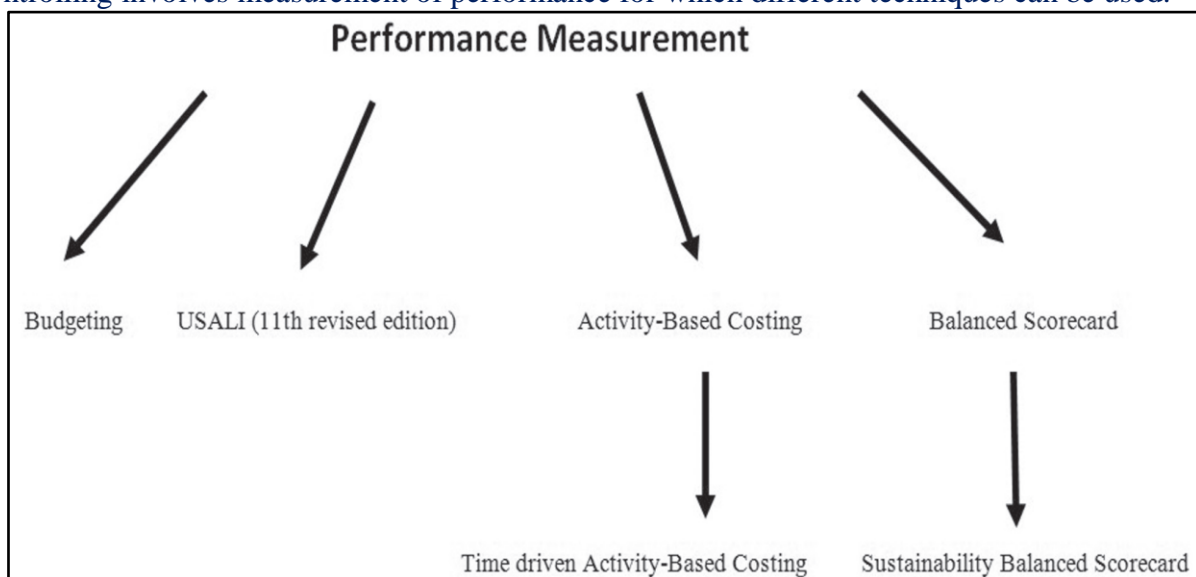 ntrolling involves measurement of performance for which different techniques can be used.
Performance Measurement
Budgeting
USALI (11th revised edition)
Activity-Based Costing
Balanced Scorecard
Time driven Activity-Based Costing
Sustainability Balanced Scorecard